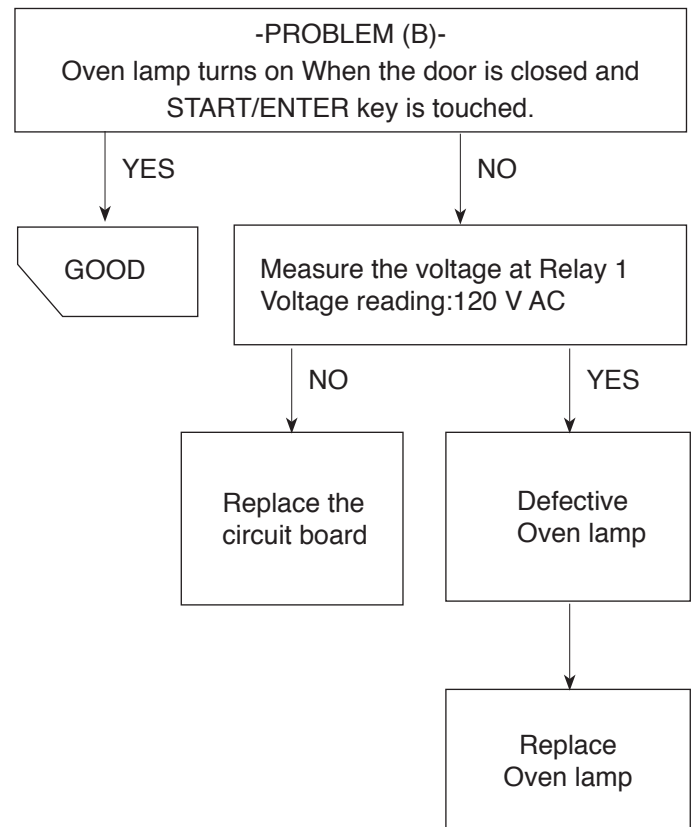 -PROBLEM (B)-
Oven lamp turns on When the door is closed and
START/ENTER key is touched.
YES
NO
GOOD
Measure the voltage at Relay 1
Voltage reading:120 V AC
NO
YES
Replace the
circuit board
Defective
Oven lamp
Replace
Oven lamp